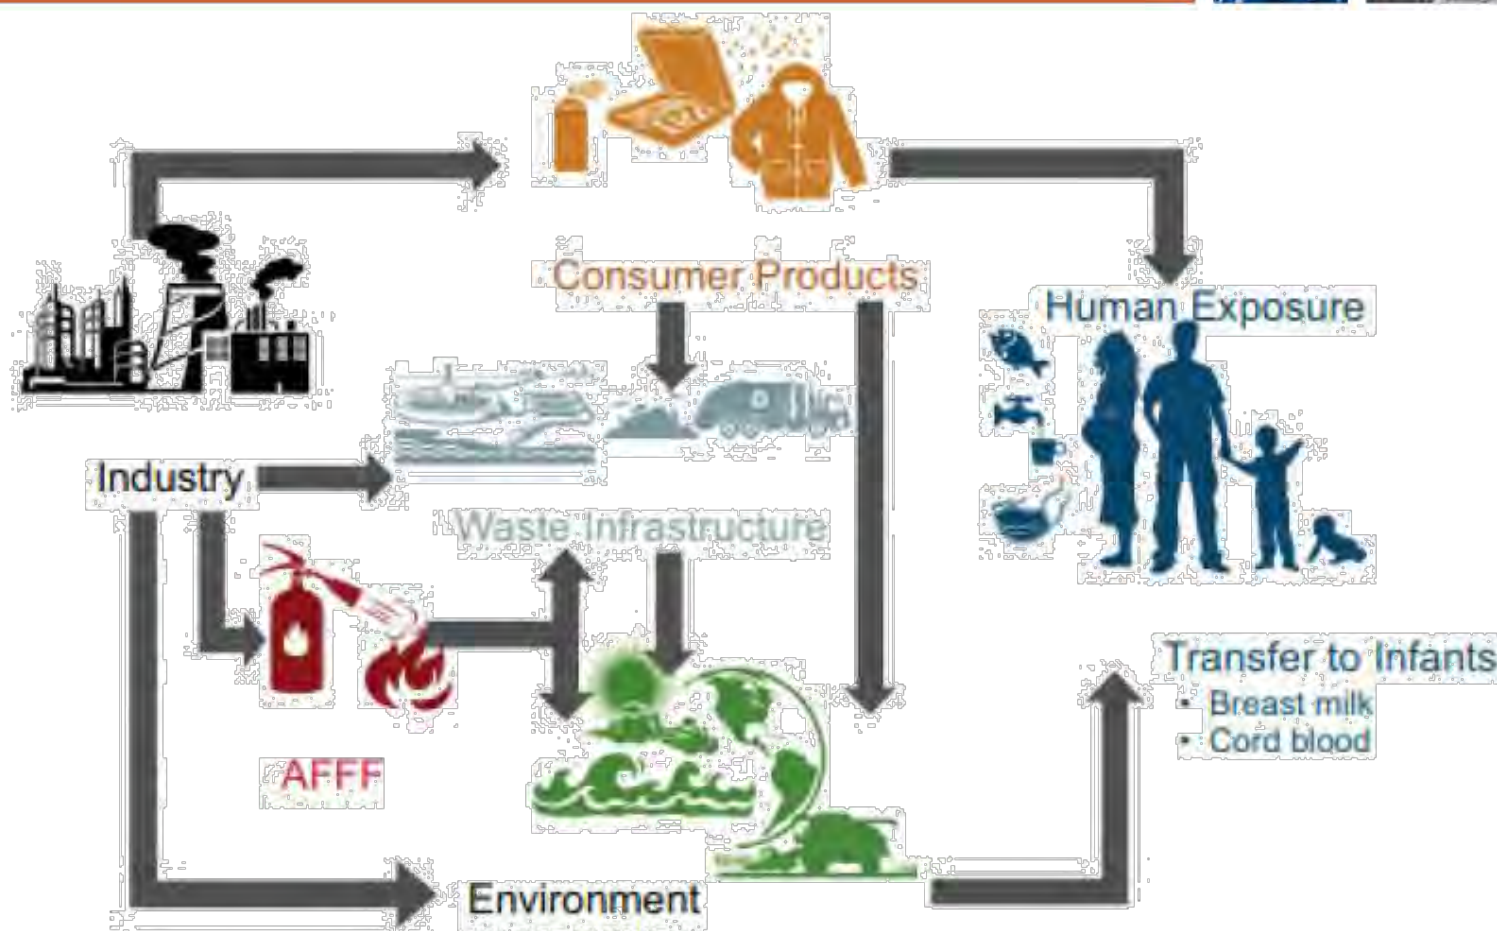 Consumer Products
Human Exposure
Industry
Waste Infrastructure
Transfer to Infants
• Breast milk
• Cord blood
AFFF
Environment